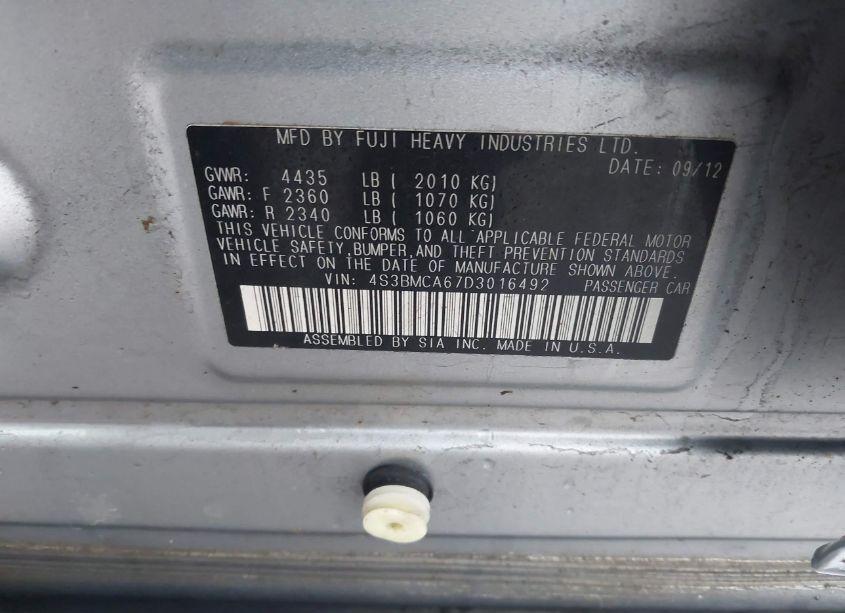 MFD BY FUJI HEAVY INDUSTRIES LTD.
DATE: 09/12
GVWR: 4435 LB ( 2010 KG)
GAWR: F 2360 LB ( 1070 KG)
GAWR: R 2340 LB ( 1060 KG)
THIS VEHICLE CONFORMS TO ALL APPLICABLE FEDERAL MOTOR
VEHICLE SAFETY,BUMPER,AND THEFT PREVENTION STANDARDS
IN EFFECT ON THE DATE OF MANUFACTURE SHOWN ABOVE.
VIN: 4S3BMCA67D3016492 PASSENGER CAR
ASSEMBLED BY SIA INC. MADE IN U.S.A.